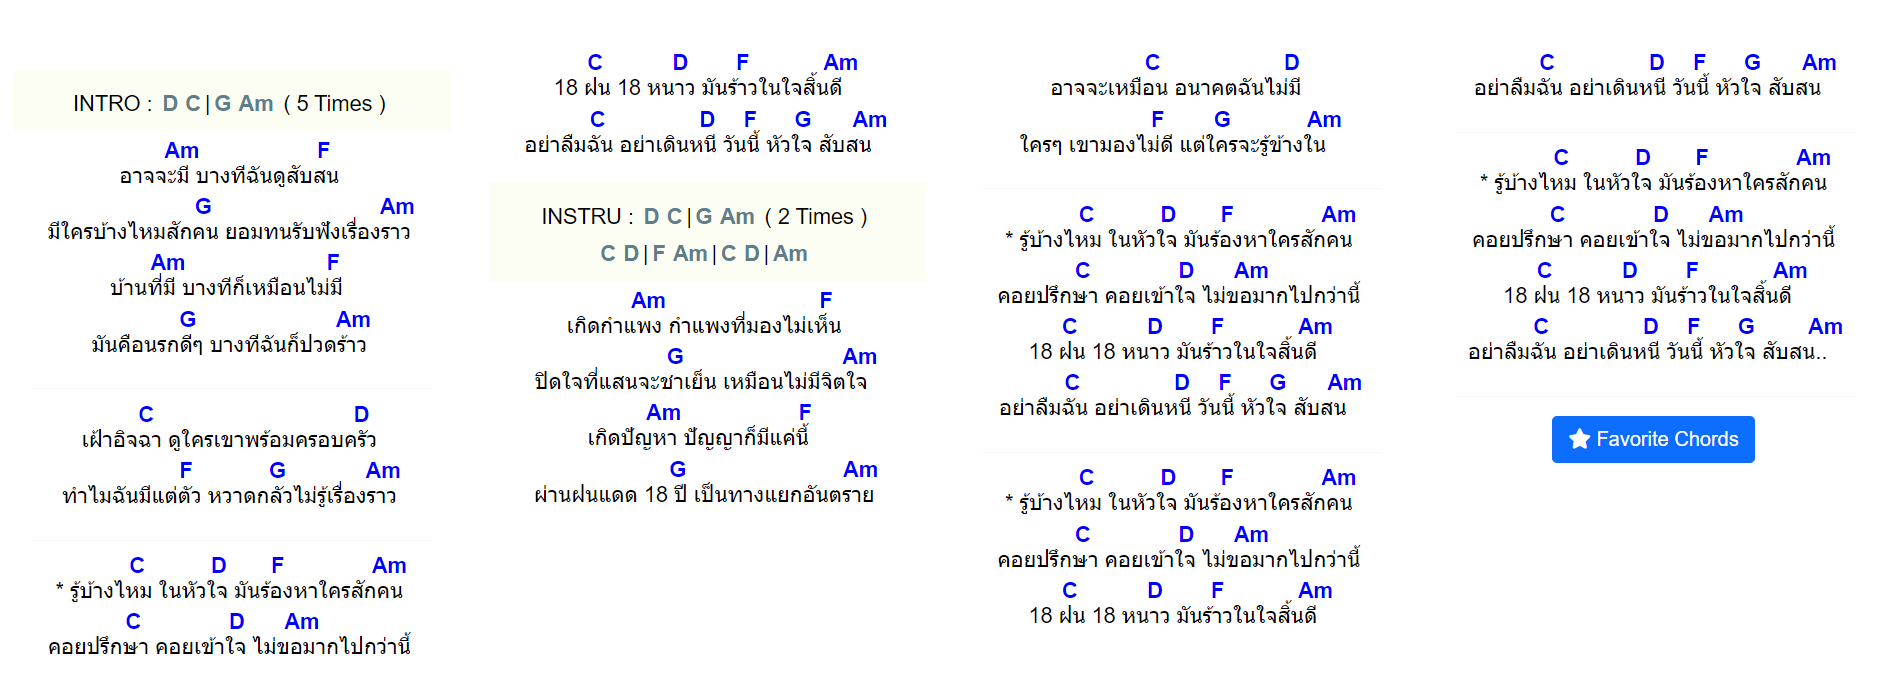 INTRO : D C | G Am ( 5 Times )
Am F
อาจจะมี บางทีฉันดูสับสน
G Am
มีใครบ้างไหมสักคน ยอมทนรับฟังเรื่องราว
Am F
บ้านที่มี บางทีก็เหมือนไม่มี
G Am
มันคือนรกดีๆ บางทีฉันก็ปวดร้าว
C D
เฝ้าอิจฉา ดูใครเขาพร้อมครอบครัว
F G Am
ทำไมฉันมีแต่ตัว หวาดกลัวไม่รู้เรื่องราว
C D F Am
* รู้บ้างไหม ในหัวใจ มันร้องหาใครสักคน
C D Am
คอยปรึกษา คอยเข้าใจ ไม่ขอมากไปกว่านี้
C D F Am
18 ฝน 18 หนาว มันร้าวในใจสิ้นดี
C D F G Am
อย่าลืมฉัน อย่าเดินหนี วันนี้ หัวใจ สับสน
INSTRU : D C | G Am ( 2 Times )
C D | F Am | C D | Am
Am F
เกิดกำแพง กำแพงที่มองไม่เห็น
G Am
ปิดใจที่แสนจะชาเย็น เหมือนไม่มีจิตใจ
Am F
เกิดปัญหา ปัญญาก็มีแค่นี้
G Am
ผ่านฝนแดด 18 ปี เป็นทางแยกอันตราย
C D
อาจจะเหมือน อนาคตฉันไม่มี
F G Am
ใครๆ เขามองไม่ดี แต่ใครจะรู้ข้างใน
C D F Am
* รู้บ้างไหม ในหัวใจ มันร้องหาใครสักคน
C D Am
คอยปรึกษา คอยเข้าใจ ไม่ขอมากไปกว่านี้
C D F Am
18 ฝน 18 หนาว มันร้าวในใจสิ้นดี
C D F G Am
อย่าลืมฉัน อย่าเดินหนี วันนี้ หัวใจ สับสน
C D F Am
* รู้บ้างไหม ในหัวใจ มันร้องหาใครสักคน
C D Am
คอยปรึกษา คอยเข้าใจ ไม่ขอมากไปกว่านี้
C D F Am
18 ฝน 18 หนาว มันร้าวในใจสิ้นดี
C D F G Am
อย่าลืมฉัน อย่าเดินหนี วันนี้ หัวใจ สับสน
C D F Am
* รู้บ้างไหม ในหัวใจ มันร้องหาใครสักคน
C D Am
คอยปรึกษา คอยเข้าใจ ไม่ขอมากไปกว่านี้
C D F Am
18 ฝน 18 หนาว มันร้าวในใจสิ้นดี
C D F G Am
อย่าลืมฉัน อย่าเดินหนี วันนี้ หัวใจ สับสน..
Favorite Chords